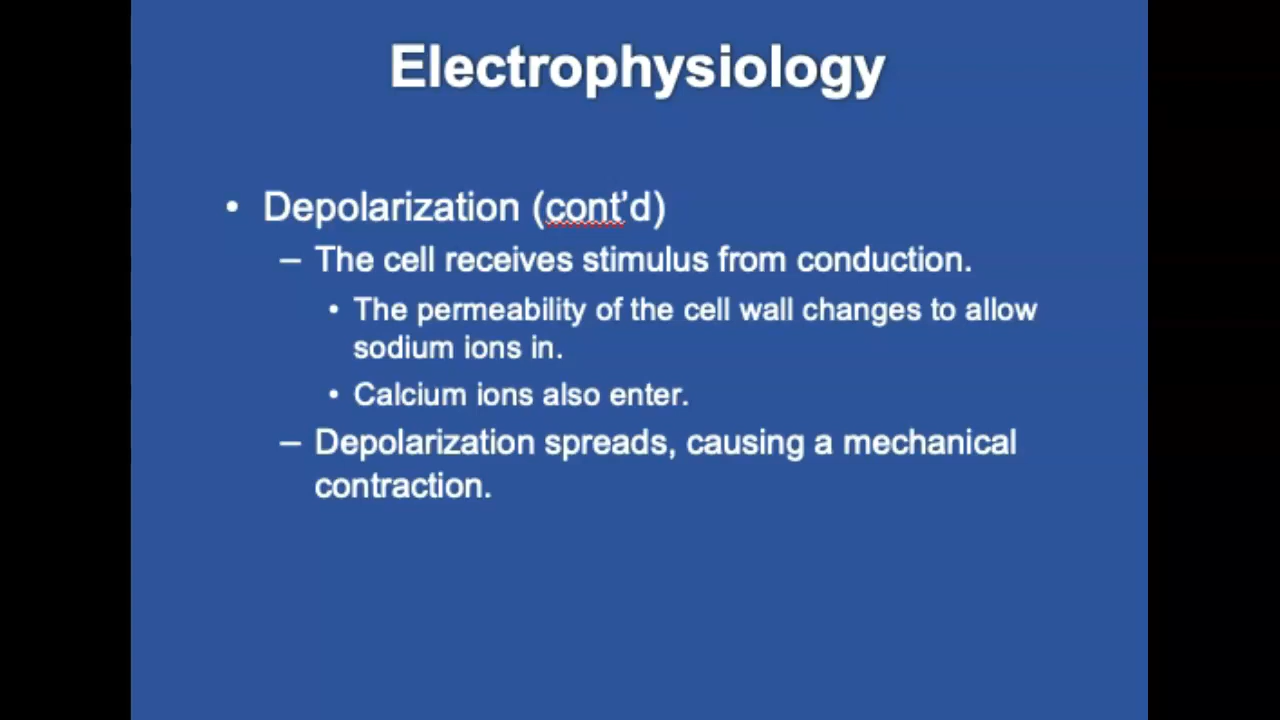 Electrophysiology
• Depolarization (cont’d)
– The cell receives stimulus from conduction.
• The permeability of the cell wall changes to allow
sodium ions in.
• Calcium ions also enter.
– Depolarization spreads, causing a mechanical
contraction.